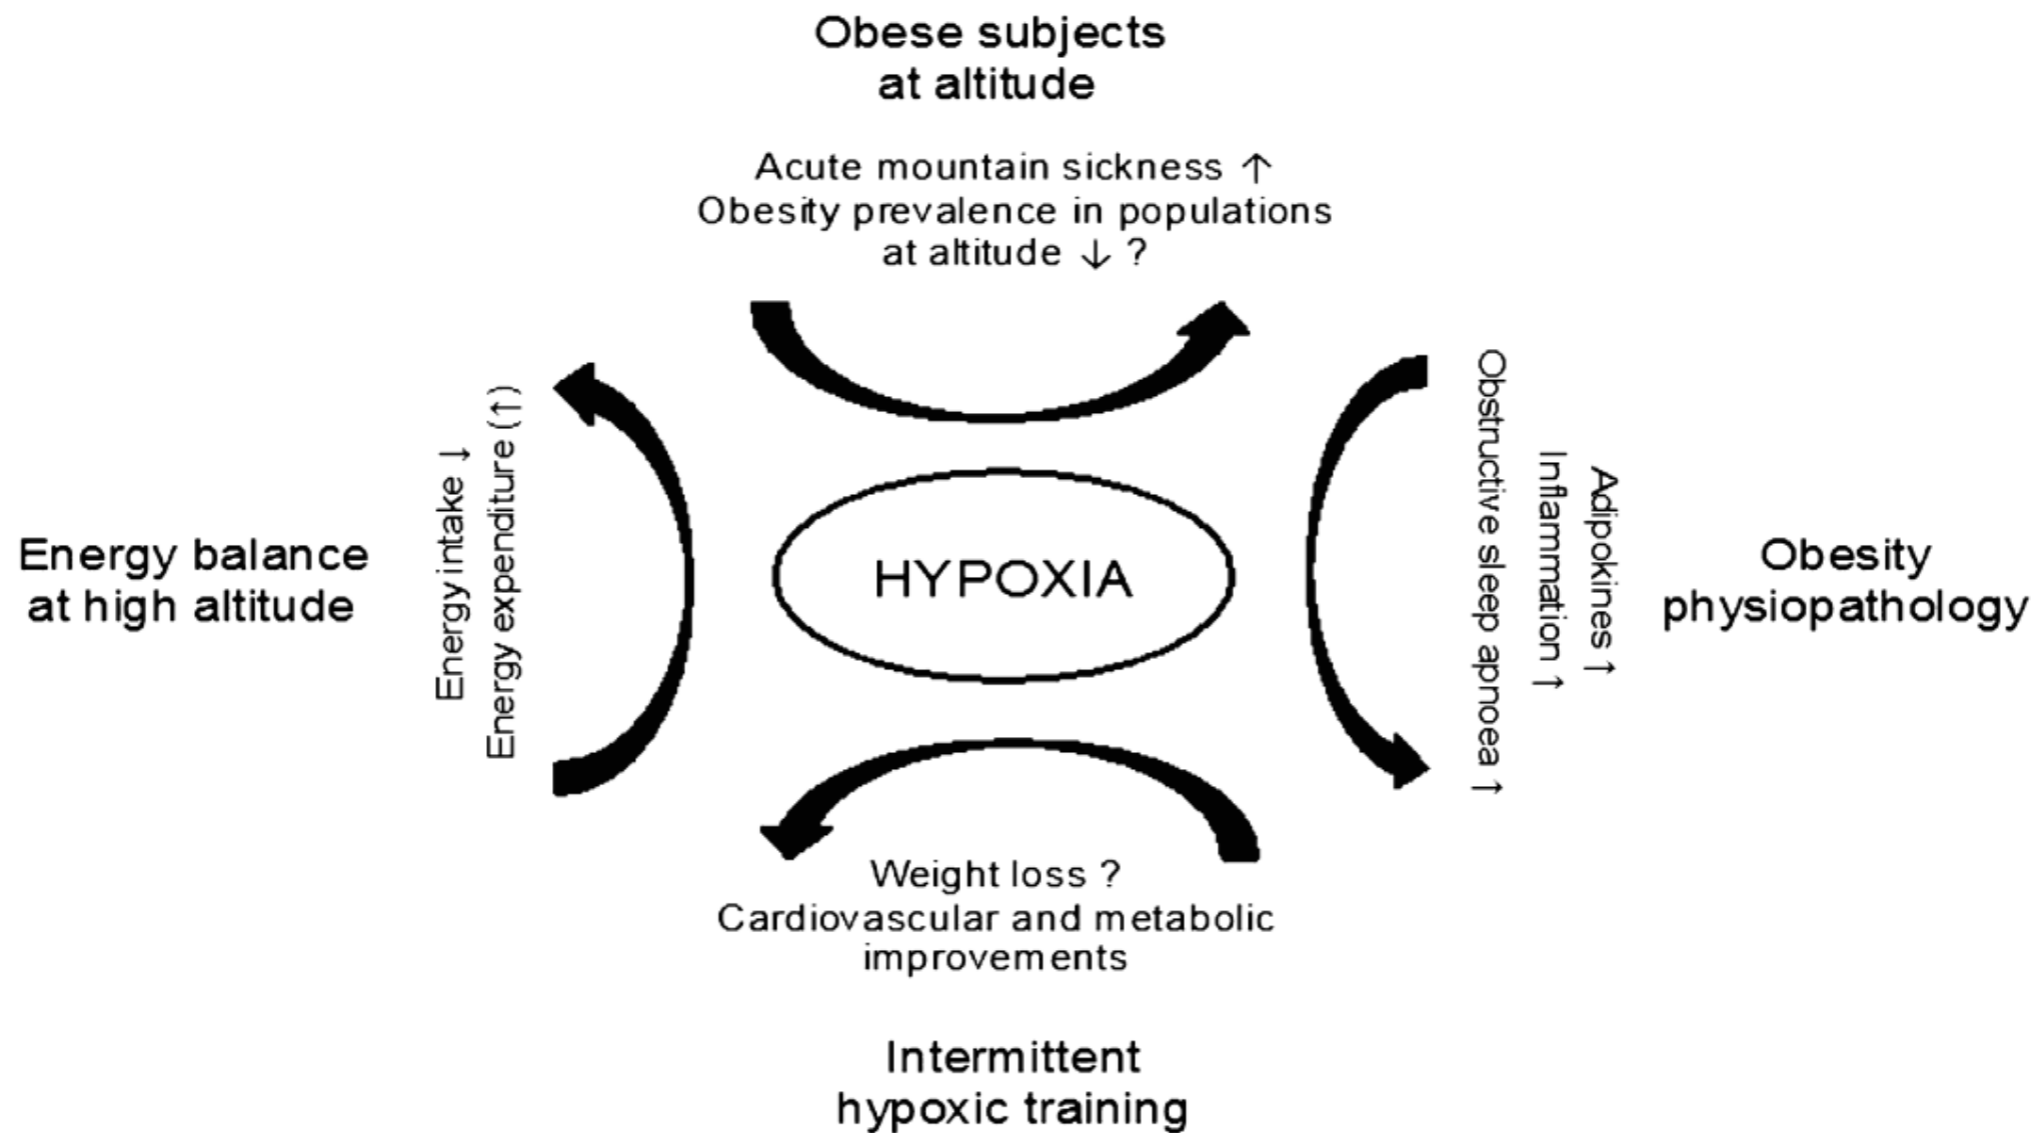 Obese subjects
at altitude
Acute mountain sickness ↑
Obesity prevalence in populations
at altitude ↓ ?
Energy balance
at high altitude
Energy intake ↓
Energy expenditure (↑)
HYPOXIA
Adipokines ↑
Inflammation ↑
Obstructive sleep apnoea ↑
Obesity
physiopathology
Weight loss ?
Cardiovascular and metabolic
improvements
Intermittent
hypoxic training